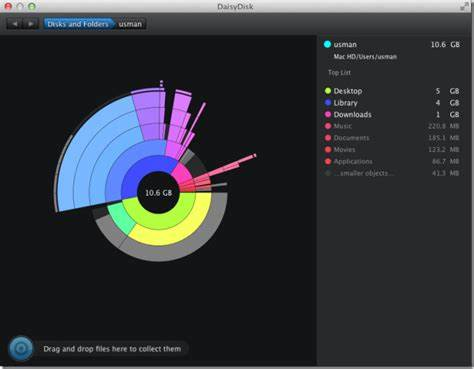 DaisyDisk
Disks and Folders usman
usman 10.6 GB
Mac HD/Users/usman
Top List
Desktop 5 GB
Library 4 GB
Downloads 1 GB
Music 220.8 MB
Documents 185.1 MB
Movies 123.2 MB
Applications 86.7 MB
...smaller objects... 41.3 MB
10.6 GB
Drag and drop files here to collect them